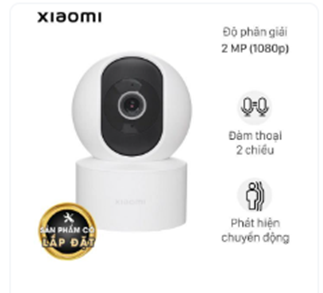 xiaomi
Độ phân giải
2 MP (1080p)
Đàm thoại
2 chiều
xiaomi
SẢN PHẨM CÓ
LẮP ĐẶT
Phát hiện
chuyển động